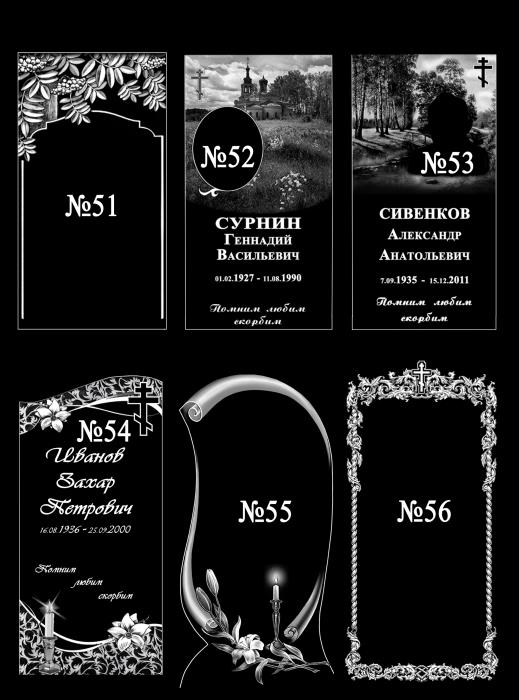 №51
№52
СУРНИН
ГЕННАДИЙ
ВАСИЛЬЕВИЧ
01.02.1927 - 11.08.1990
Помним любим
скорбим
№53
СИВЕНКОВ
АЛЕКСАНДР
АНАТОЛЬЕВИЧ
7.09.1935 - 15.12.2011
Помним любим
скорбим
№54
Иванов
Захар
Петрович
16.08.1936 - 25.09.2000
Помним
любим
скорбим
№55
№56